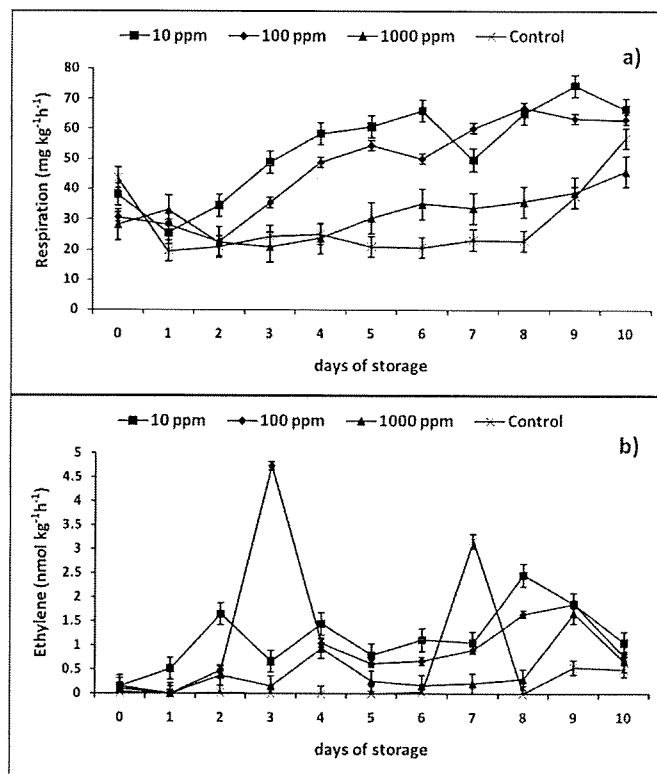 10 ppm 100 ppm 1000 ppm Control
a)
80
70
60
50
40
30
20
10
0
Respiration (mg kg⁻¹h⁻¹)
0 1 2 3 4 5 6 7 8 9 10
days of storage
10 ppm 100 ppm 1000 ppm Control
b)
5
4.5
4
3.5
3
2.5
2
1.5
1
0.5
0
Ethylene (nmol kg⁻¹h⁻¹)
0 1 2 3 4 5 6 7 8 9 10
days of storage